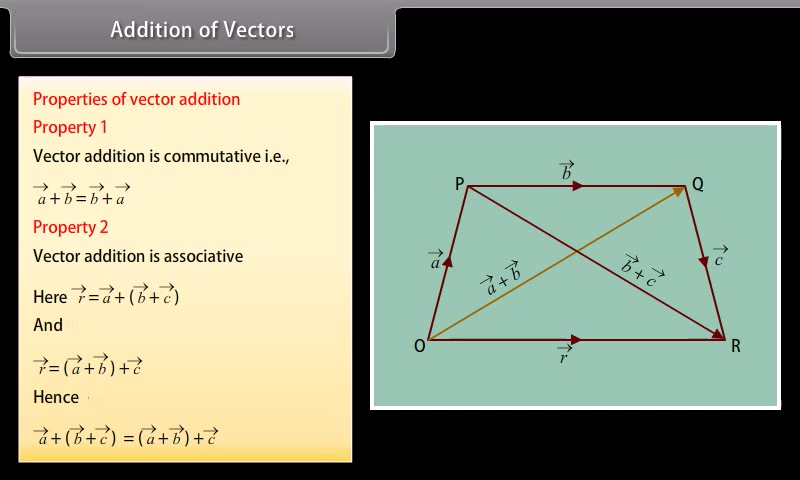 Addition of Vectors
Properties of vector addition
Property 1
Vector addition is commutative i.e.,
a⃗ + b⃗ = b⃗ + a⃗
Property 2
Vector addition is associative
Here r⃗ = a⃗ + (b⃗ + c⃗)
And
r⃗ = (a⃗ + b⃗) + c⃗
Hence
a⃗ + (b⃗ + c⃗) = (a⃗ + b⃗) + c⃗
b⃗
P
Q
a⃗
a⃗ + b⃗
b⃗ + c⃗
c⃗
O
R
r⃗